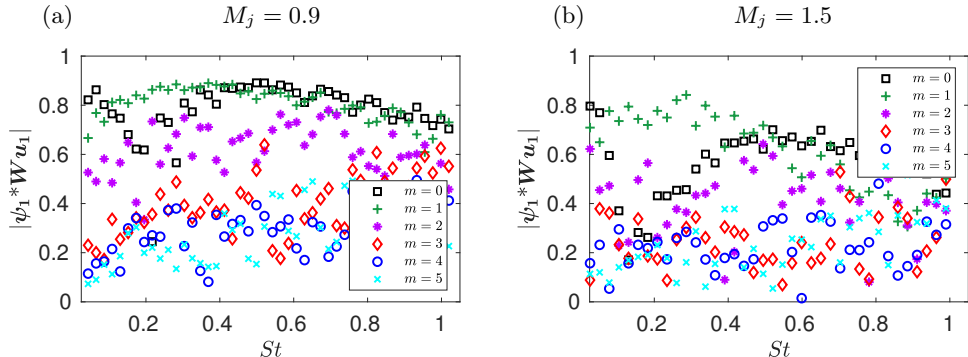 (a) M_j = 0.9
|ψ_1* W u_1|
1
0.8
0.6
0.4
0.2
0
0.2 0.4 0.6 0.8 1
St
m = 0
m = 1
m = 2
m = 3
m = 4
m = 5
(b) M_j = 1.5
|ψ_1* W u_1|
1
0.8
0.6
0.4
0.2
0
0.2 0.4 0.6 0.8 1
St
m = 0
m = 1
m = 2
m = 3
m = 4
m = 5